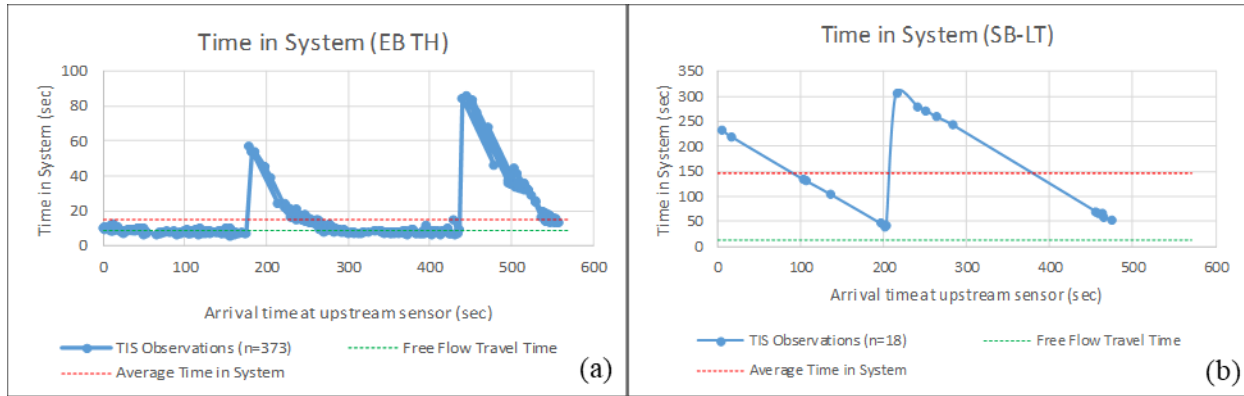 Time in System (EB TH)
Time in System (sec)
100
80
60
40
20
0
0 100 200 300 400 500 600
Arrival time at upstream sensor (sec)
TIS Observations (n=373) Free Flow Travel Time
Average Time in System
(a)
Time in System (SB-LT)
Time in System (sec)
350
300
250
200
150
100
50
0
0 100 200 300 400 500 600
Arrival time at upstream sensor (sec)
TIS Observations (n=18) Free Flow Travel Time
Average Time in System
(b)